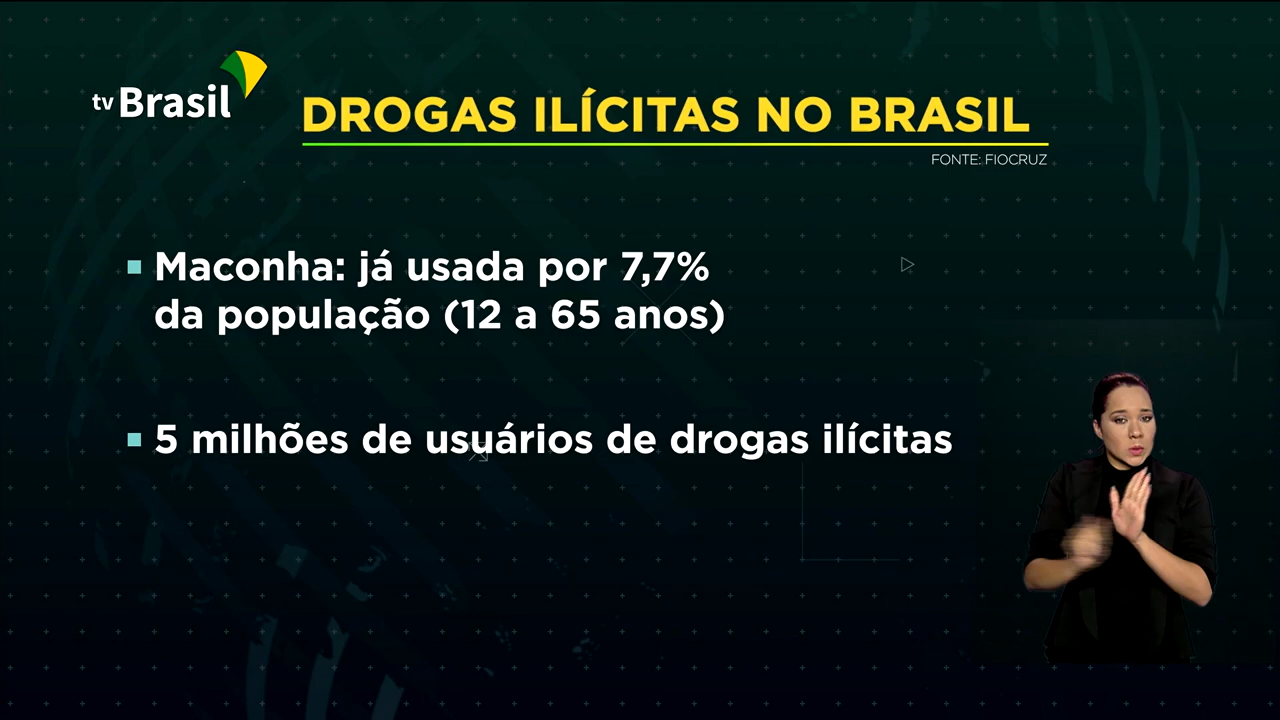 tv Brasil
DROGAS ILÍCITAS NO BRASIL
FONTE: FIOCRUZ
Maconha: já usada por 7,7%
da população (12 a 65 anos)
5 milhões de usuários de drogas ilícitas